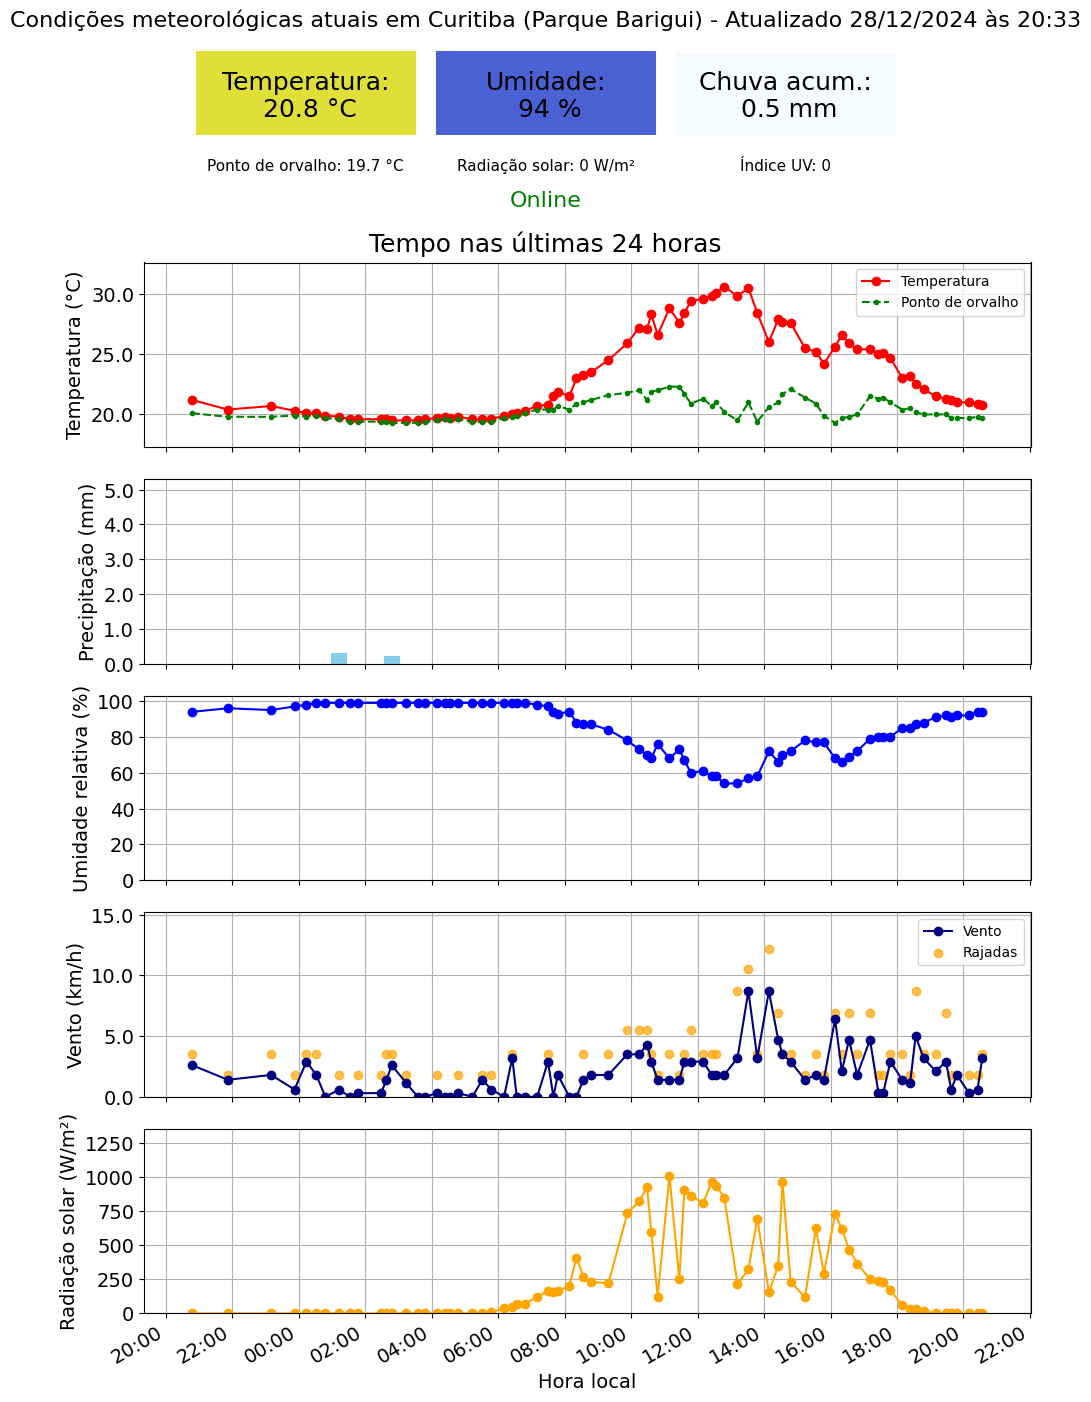 Condições meteorológicas atuais em Curitiba (Parque Barigui) - Atualizado 28/12/2024 às 20:33
Temperatura:
20.8 °C
Umidade:
94 %
Chuva acum.:
0.5 mm
Ponto de orvalho: 19.7 °C
Radiação solar: 0 W/m²
Índice UV: 0
Online
Tempo nas últimas 24 horas
Temperatura (°C)
30.0
25.0
20.0
Temperatura
Ponto de orvalho
Precipitação (mm)
5.0
4.0
3.0
2.0
1.0
0.0
Umidade relativa (%)
100
80
60
40
20
0
Vento (km/h)
15.0
10.0
5.0
0.0
Vento
Rajadas
Radiação solar (W/m²)
1250
1000
750
500
250
0
20:00
22:00
00:00
02:00
04:00
06:00
08:00
10:00
12:00
14:00
16:00
18:00
20:00
22:00
Hora local